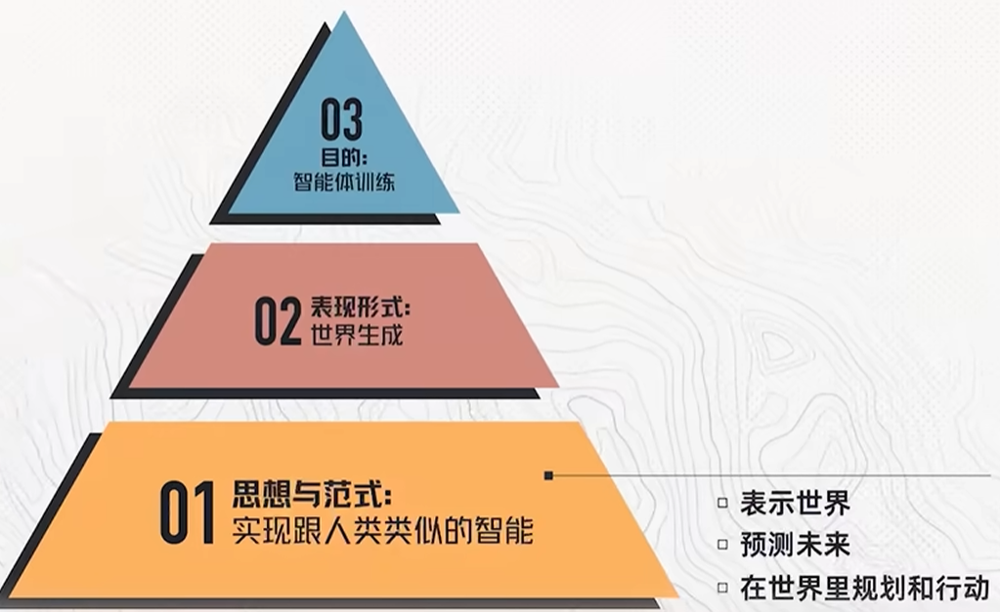 03
目的:
智能体训练
02
表现形式:
世界生成
01
思想与范式:
实现跟人类类似的智能
表示世界
预测未来
在世界里规划和行动